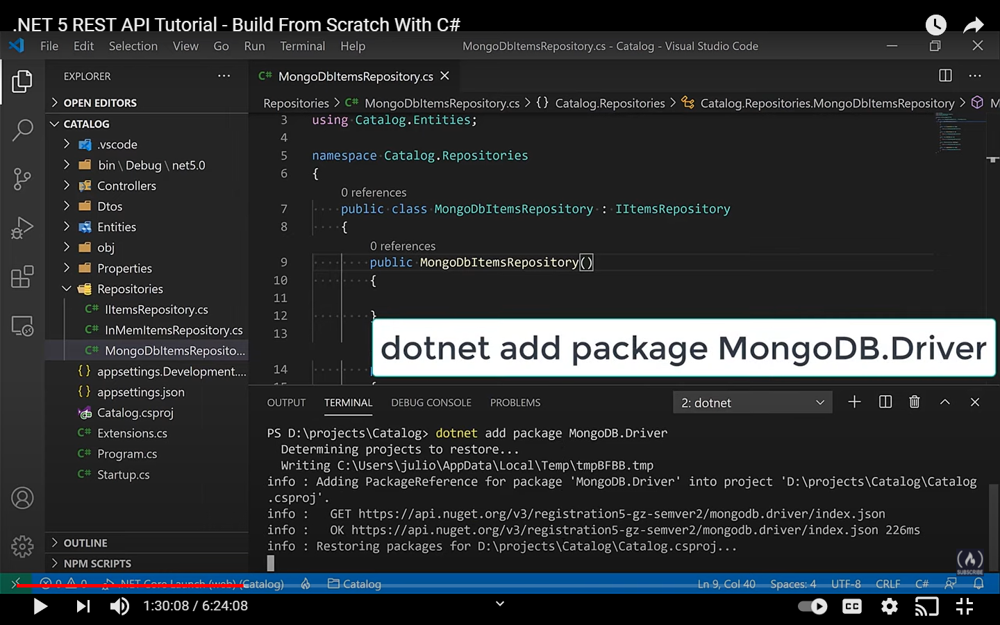 .NET 5 REST API Tutorial - Build From Scratch With C#
File Edit Selection View Go Run Terminal Help MongoDbItemsRepository.cs - Catalog - Visual Studio Code
EXPLORER
OPEN EDITORS
CATALOG
.vscode
bin \ Debug \ net5.0
Controllers
Dtos
Entities
obj
Properties
Repositories
C# IItemsRepository.cs
C# InMemItemsRepository.cs
C# MongoDbItemsReposito...
{} appsettings.Development....
{} appsettings.json
Catalog.csproj
C# Extensions.cs
C# Program.cs
C# Startup.cs
OUTLINE
NPM SCRIPTS
C# MongoDbItemsRepository.cs
Repositories > C# MongoDbItemsRepository.cs > {} Catalog.Repositories > Catalog.Repositories.MongoDbItemsRepository > M
3 using Catalog.Entities;
4
5 namespace Catalog.Repositories
6 {
0 references
7 public class MongoDbItemsRepository : IItemsRepository
8 {
0 references
9 public MongoDbItemsRepository()
10 {
11
12 }
13
14
dotnet add package MongoDB.Driver
OUTPUT TERMINAL DEBUG CONSOLE PROBLEMS 2: dotnet
PS D:\projects\Catalog> dotnet add package MongoDB.Driver
Determining projects to restore...
Writing C:\Users\julio\AppData\Local\Temp\tmpBFBB.tmp
info : Adding PackageReference for package 'MongoDB.Driver' into project 'D:\projects\Catalog\Catalog
.csproj'.
info : GET https://api.nuget.org/v3/registration5-gz-semver2/mongodb.driver/index.json
info : OK https://api.nuget.org/v3/registration5-gz-semver2/mongodb.driver/index.json 226ms
info : Restoring packages for D:\projects\Catalog\Catalog.csproj...
SUBSCRIBE
0 0 .NET Core Launch (web) (Catalog) Catalog Ln 9, Col 40 Spaces: 4 UTF-8 CRLF C#
1:30:08 / 6:24:08 CC